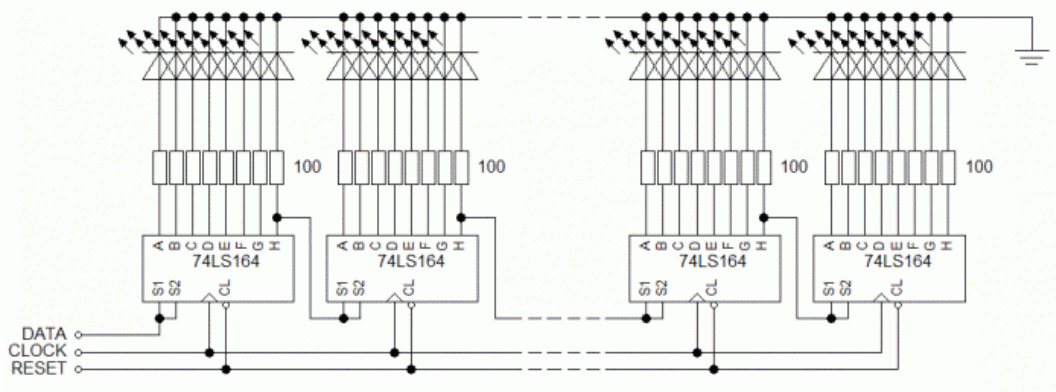 100 100 100 100
A B C D E F G H A B C D E F G H A B C D E F G H A B C D E F G H
74LS164 74LS164 74LS164 74LS164
S1 S2 CL S1 S2 CL S1 S2 CL S1 S2 CL
DATA
CLOCK
RESET